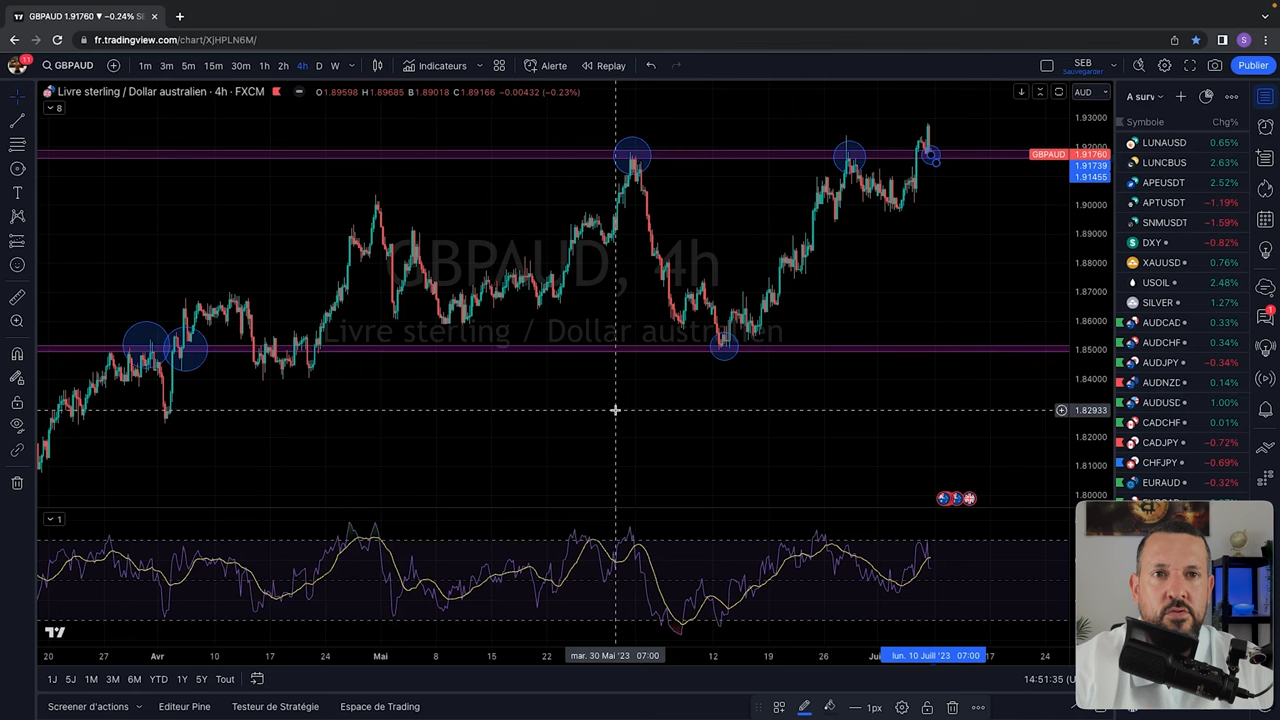 GBPAUD 1.91760 ▼ −0.24% SE
fr.tradingview.com/chart/XjHPLN6M/
S
11
GBPAUD
1m 3m 5m 15m 30m 1h 2h 4h D W
Indicateurs
Alerte
Replay
SEB
Sauvegarder
Publier
Livre sterling / Dollar australien · 4h · FXCM
O1.89598 H1.89685 B1.89018 C1.89166 −0.00432 (−0.23%)
8
AUD
GBPAUD, 4h
Livre sterling / Dollar australien
1.93000
1.92000
GBPAUD 1.91760
1.91739
1.91455
1.90000
1.89000
1.88000
1.87000
1.86000
1.85000
1.84000
1.82933
1.82000
1.81000
1.80000
1
20 27 Avr 10 17 24 Mai 8 15 22 mar. 30 Mai '23 07:00 12 19 26 Jui lun. 10 Juill '23 07:00 17 24
1J 5J 1M 3M 6M YTD 1Y 5Y Tout
14:51:35 (U
Screener d'actions
Editeur Pine
Testeur de Stratégie
Espace de Trading
1px
A surv
Symbole Chg%
LUNAUSD 0.65%
LUNCBUS 2.63%
APEUSDT 2.52%
APTUSDT −1.19%
SNMUSDT −1.59%
DXY −0.82%
XAUUSD 0.76%
USOIL 2.48%
SILVER 1.27%
AUDCAD 0.33%
AUDCHF 0.34%
AUDJPY −0.34%
AUDNZD 0.14%
AUDUSD 1.00%
CADCHF 0.01%
CADJPY −0.72%
CHFJPY −0.69%
EURAUD −0.32%
1